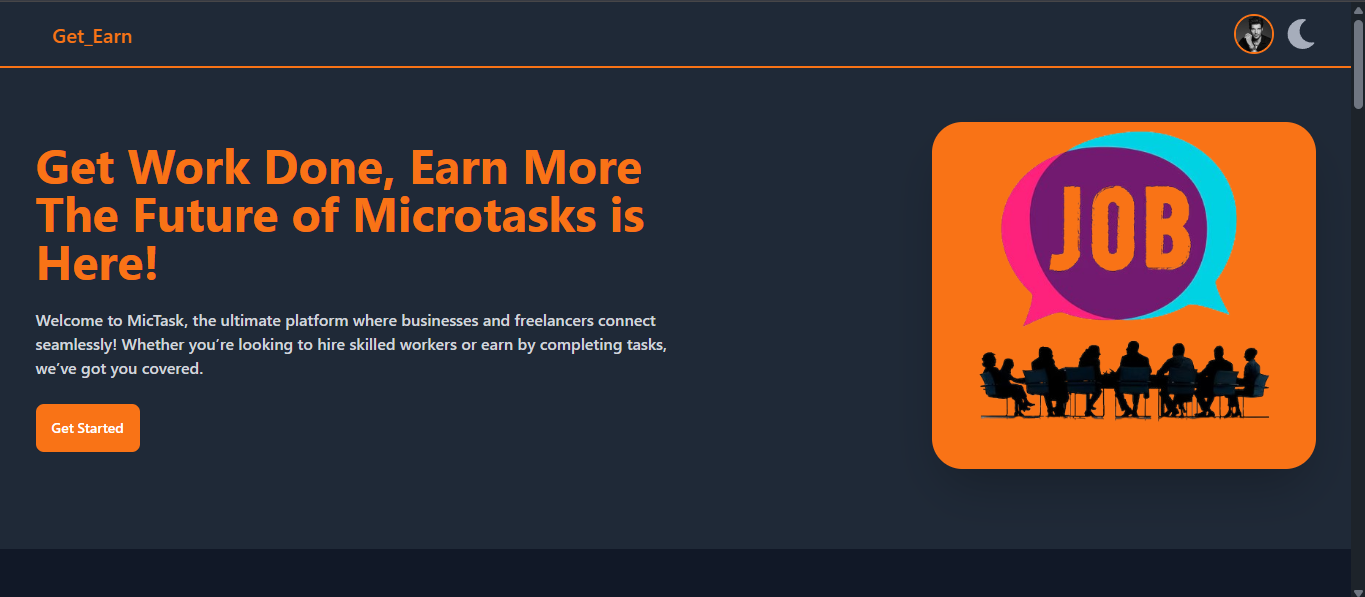 Get_Earn
Get Work Done, Earn More
The Future of Microtasks is
Here!
Welcome to MicTask, the ultimate platform where businesses and freelancers connect
seamlessly! Whether you’re looking to hire skilled workers or earn by completing tasks,
we’ve got you covered.
Get Started
JOB